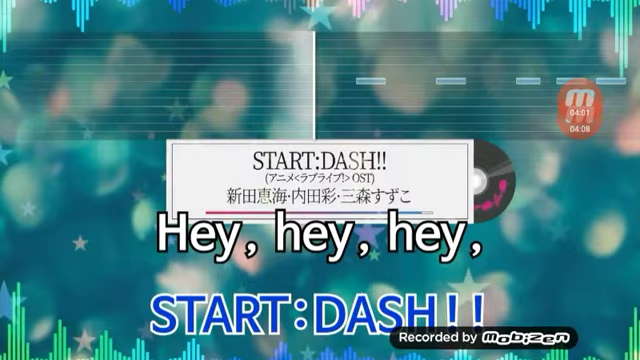 04:01
04:08
START:DASH!!
(アニメ<ラブライブ!> OST)
新田恵海·内田彩·三森すずこ
Hey, hey, hey,
START:DASH!!
Recorded by mobizen